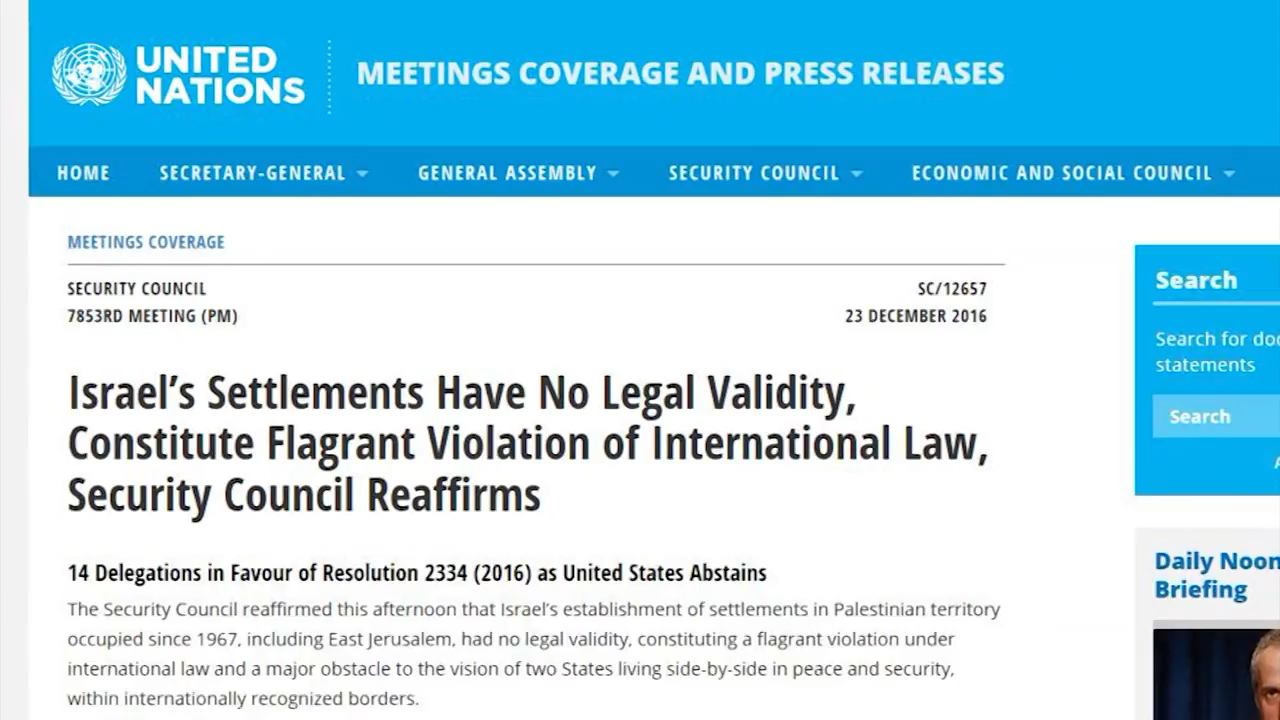 UNITED
NATIONS
MEETINGS COVERAGE AND PRESS RELEASES
HOME SECRETARY-GENERAL GENERAL ASSEMBLY SECURITY COUNCIL ECONOMIC AND SOCIAL COUNCIL
MEETINGS COVERAGE
SECURITY COUNCIL SC/12657
7853RD MEETING (PM) 23 DECEMBER 2016
Israel’s Settlements Have No Legal Validity,
Constitute Flagrant Violation of International Law,
Security Council Reaffirms
14 Delegations in Favour of Resolution 2334 (2016) as United States Abstains
The Security Council reaffirmed this afternoon that Israel’s establishment of settlements in Palestinian territory
occupied since 1967, including East Jerusalem, had no legal validity, constituting a flagrant violation under
international law and a major obstacle to the vision of two States living side-by-side in peace and security,
within internationally recognized borders.
Search
Search for
statements
Search
Daily Noon
Briefing